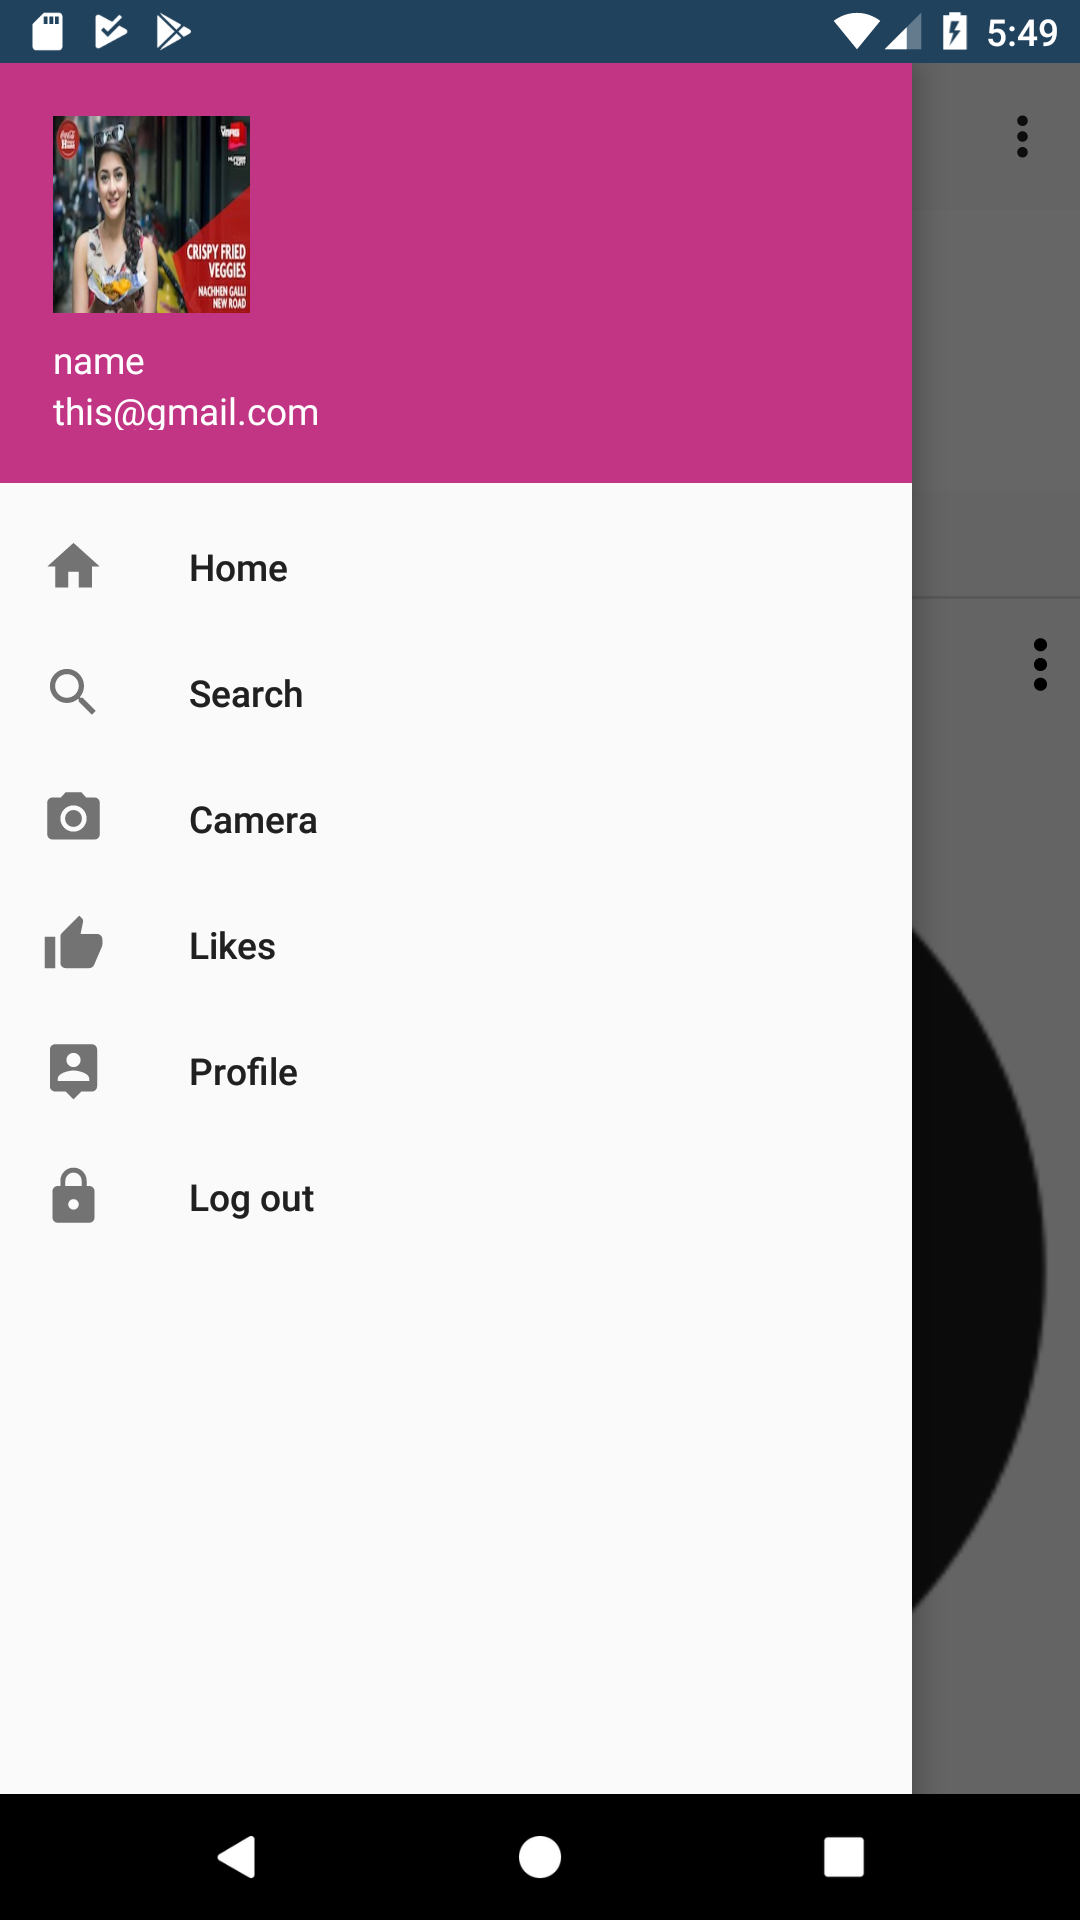 5:49
CRISPY FRIED
VEGGIES
NACHHEN GALLI
NEW ROAD
name
this@gmail.com
Home
Search
Camera
Likes
Profile
Log out